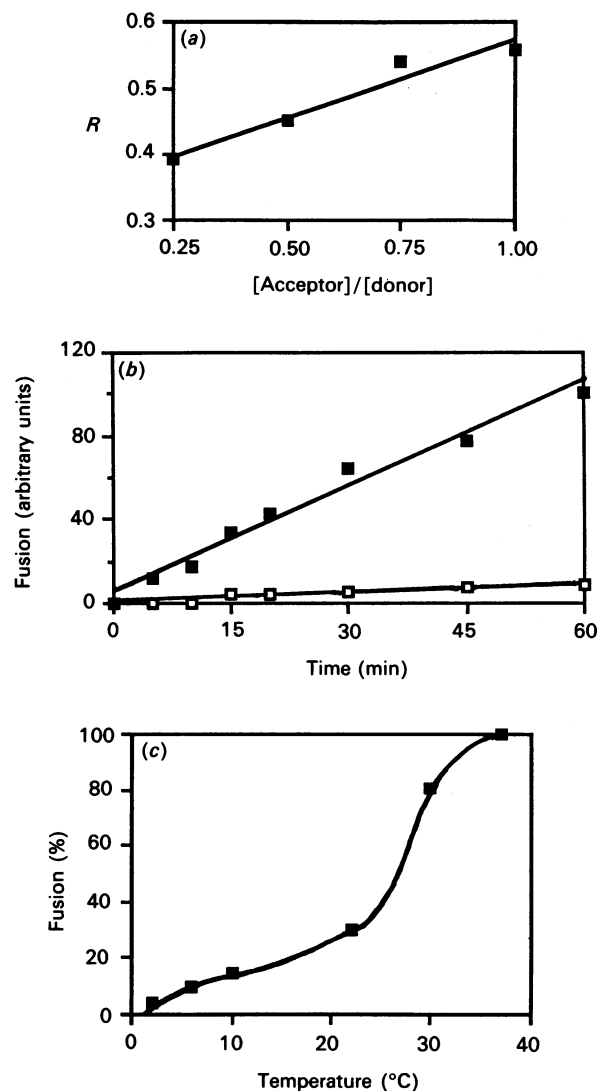 (a)
0.6
0.5
0.4
0.3
R
0.25 0.50 0.75 1.00
[Acceptor]/[donor]
(b)
120
80
40
0
Fusion (arbitrary units)
0 15 30 45 60
Time (min)
(c)
100
80
60
40
20
0
Fusion (%)
0 10 20 30 40
Temperature (°C)